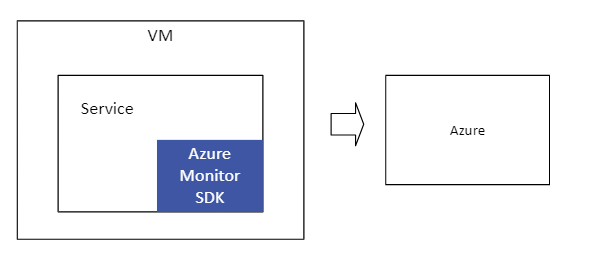 VM
Service
Azure
Monitor
SDK
Azure